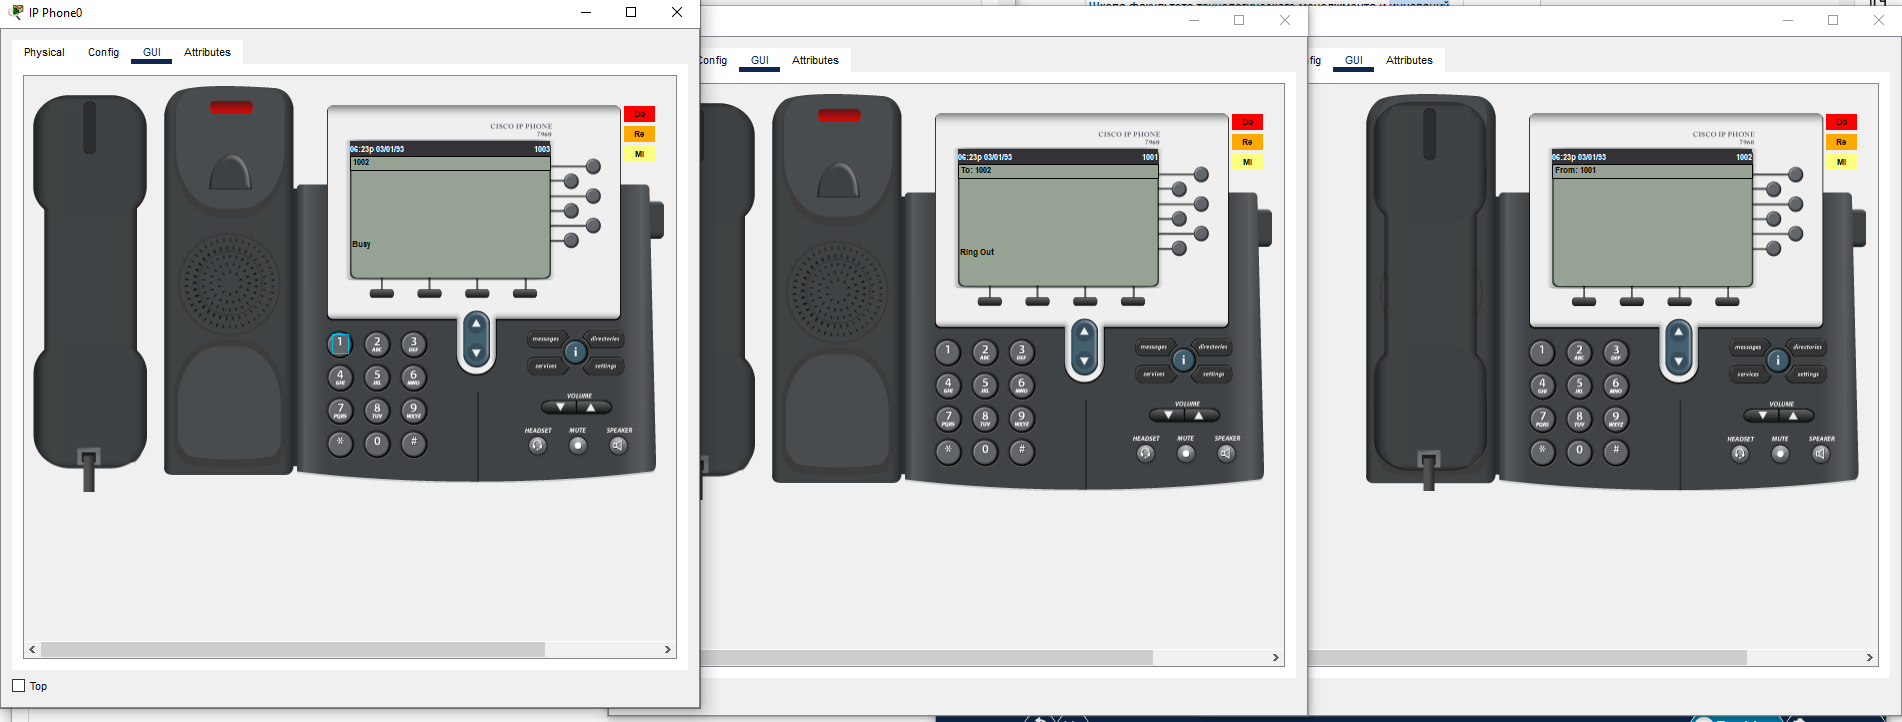 IP Phone0
Physical Config GUI Attributes
CISCO IP PHONE
7960
06:23p 03/01/93 1003
1002
Busy
Do
Re
MI
1
2 ABC
3 DEF
4 GHI
5 JKL
6 MNO
7 PQRS
8 TUV
9 WXYZ
*
0
#
messages directories
i
services settings
VOLUME
HEADSET MUTE SPEAKER
Top
Config GUI Attributes
CISCO IP PHONE
7960
06:23p 03/01/93 1001
To: 1002
Ring Out
Do
Re
MI
1
2 ABC
3 DEF
4 GHI
5 JKL
6 MNO
7 PQRS
8 TUV
9 WXYZ
*
0
#
messages directories
i
services settings
VOLUME
HEADSET MUTE SPEAKER
fig GUI Attributes
CISCO IP PHONE
7960
06:23p 03/01/93 1002
From: 1001
Do
Re
MI
1
2 ABC
3 DEF
4 GHI
5 JKL
6 MNO
7 PQRS
8 TUV
9 WXYZ
*
0
#
messages directories
i
services settings
VOLUME
HEADSET MUTE SPEAKER